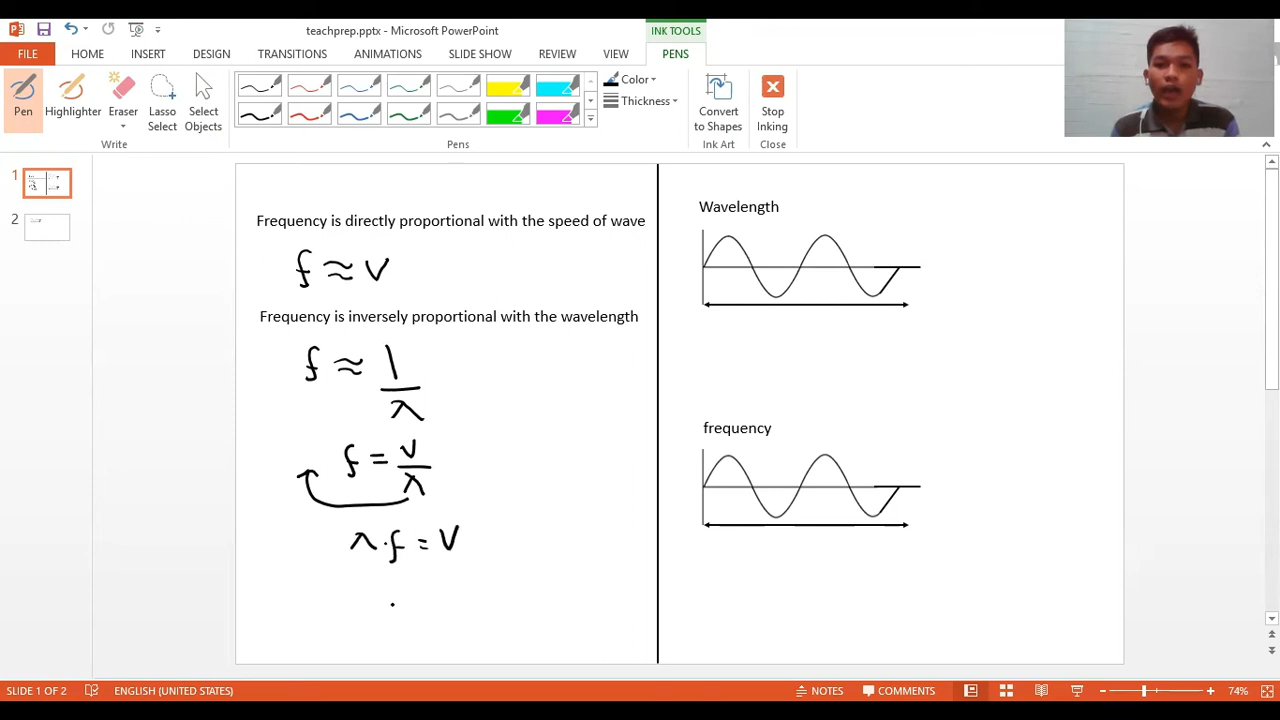 teachprep.pptx - Microsoft PowerPoint
INK TOOLS
FILE
HOME
INSERT
DESIGN
TRANSITIONS
ANIMATIONS
SLIDE SHOW
REVIEW
VIEW
PENS
Pen
Highlighter
Eraser
Lasso
Select
Select
Objects
Color
Thickness
Convert
to Shapes
Stop
Inking
Write
Pens
Ink Art
Close
1
2
Frequency is directly proportional with the speed of wave
f ≈ v
Frequency is inversely proportional with the wavelength
f ≈ 1/λ
f = v/λ
λ · f = v
Wavelength
frequency
SLIDE 1 OF 2
ENGLISH (UNITED STATES)
NOTES
COMMENTS
74%